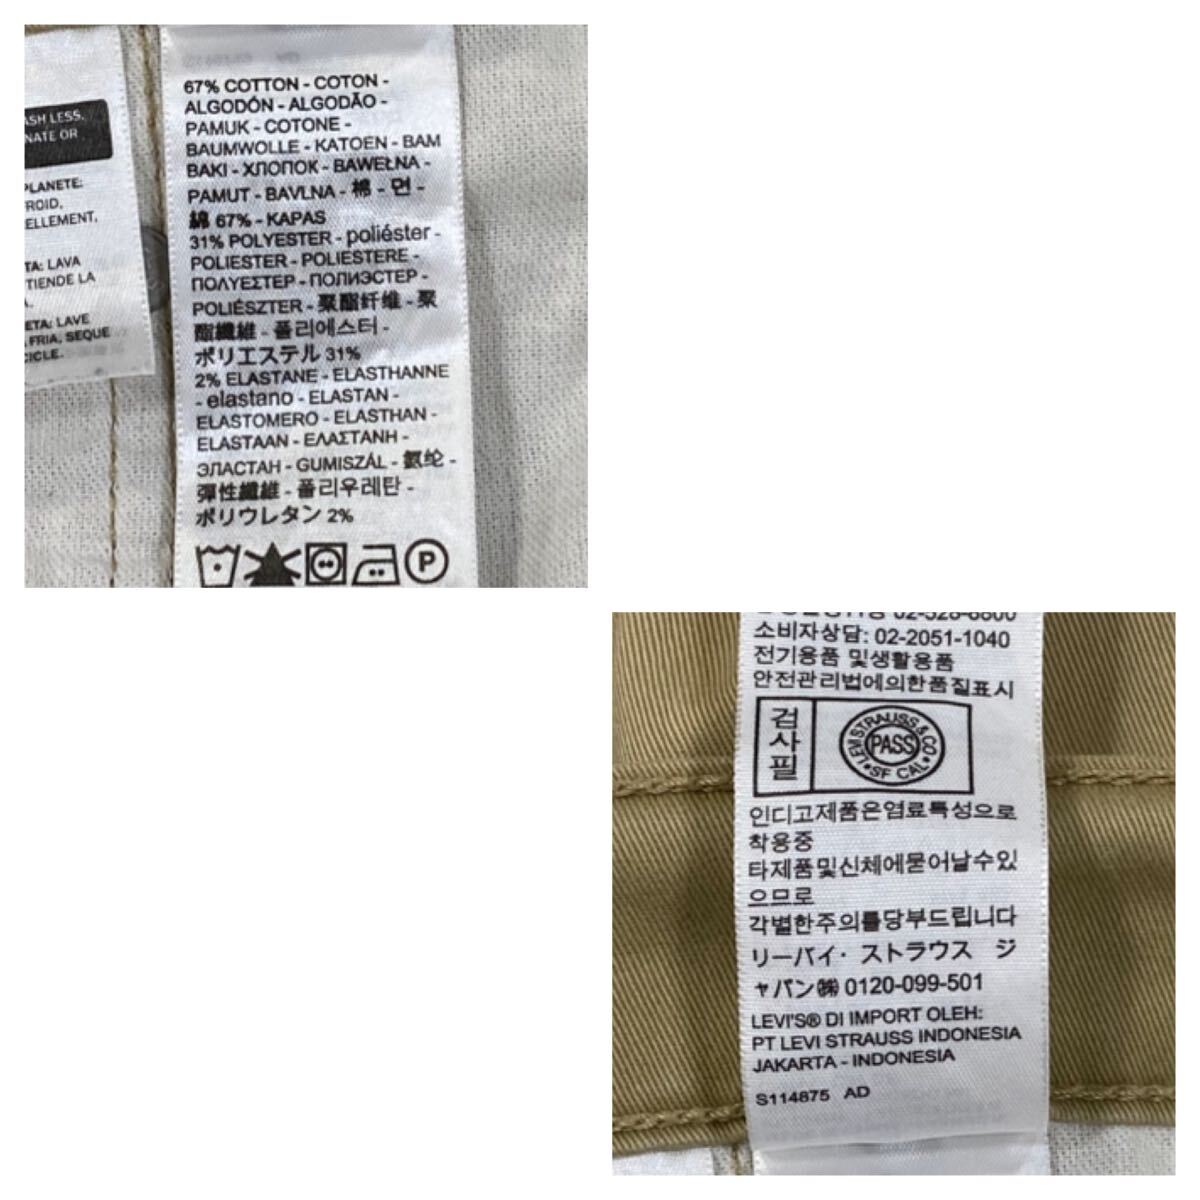 ASH LESS.
NATE OR
PLANETE:
FROID.
ELLEMENT.
TA: LAVA
TIENDE LA
A.
ETA: LAVE
FRIA, SEQUE
CICLE.
67% COTTON - COTON -
ALGODÓN - ALGODÃO -
PAMUK - COTONE -
BAUMWOLLE - KATOEN - BAM
BAKI - ХЛОПОК - BAWEŁNA -
PAMUT - BAVLNA - 棉 - 면 -
綿 67% - KAPAS
31% POLYESTER - poliéster -
POLIESTER - POLIESTERE -
ΠΟΛΥΕΣΤΕΡ - ПОЛИЭСТЕР -
POLIÉSZTER - 聚酯纤维 - 聚
酯纖維 - 폴리에스터 -
ポリエステル 31%
2% ELASTANE - ELASTHANNE
- elastano - ELASTAN -
ELASTOMERO - ELASTHAN -
ELASTAAN - ΕΛΑΣΤΑΝΗ -
ЭЛАСТАН - GUMISZÁL - 氨纶 -
彈性纖維 - 폴리우레탄 -
ポリウレタン 2%
P
02-528-6800
소비자상담: 02-2051-1040
전기용품 및생활용품
안전관리법에의한품질표시
검사필
LEVI STRAUSS & CO
PASS
SF CAL
인디고제품은염료특성으로
착용중
타제품및신체에묻어날수있
으므로
각별한주의를당부드립니다
リーバイ・ストラウス ジ
ャパン㈱ 0120-099-501
LEVI'S® DI IMPORT OLEH:
PT LEVI STRAUSS INDONESIA
JAKARTA - INDONESIA
S114875 AD